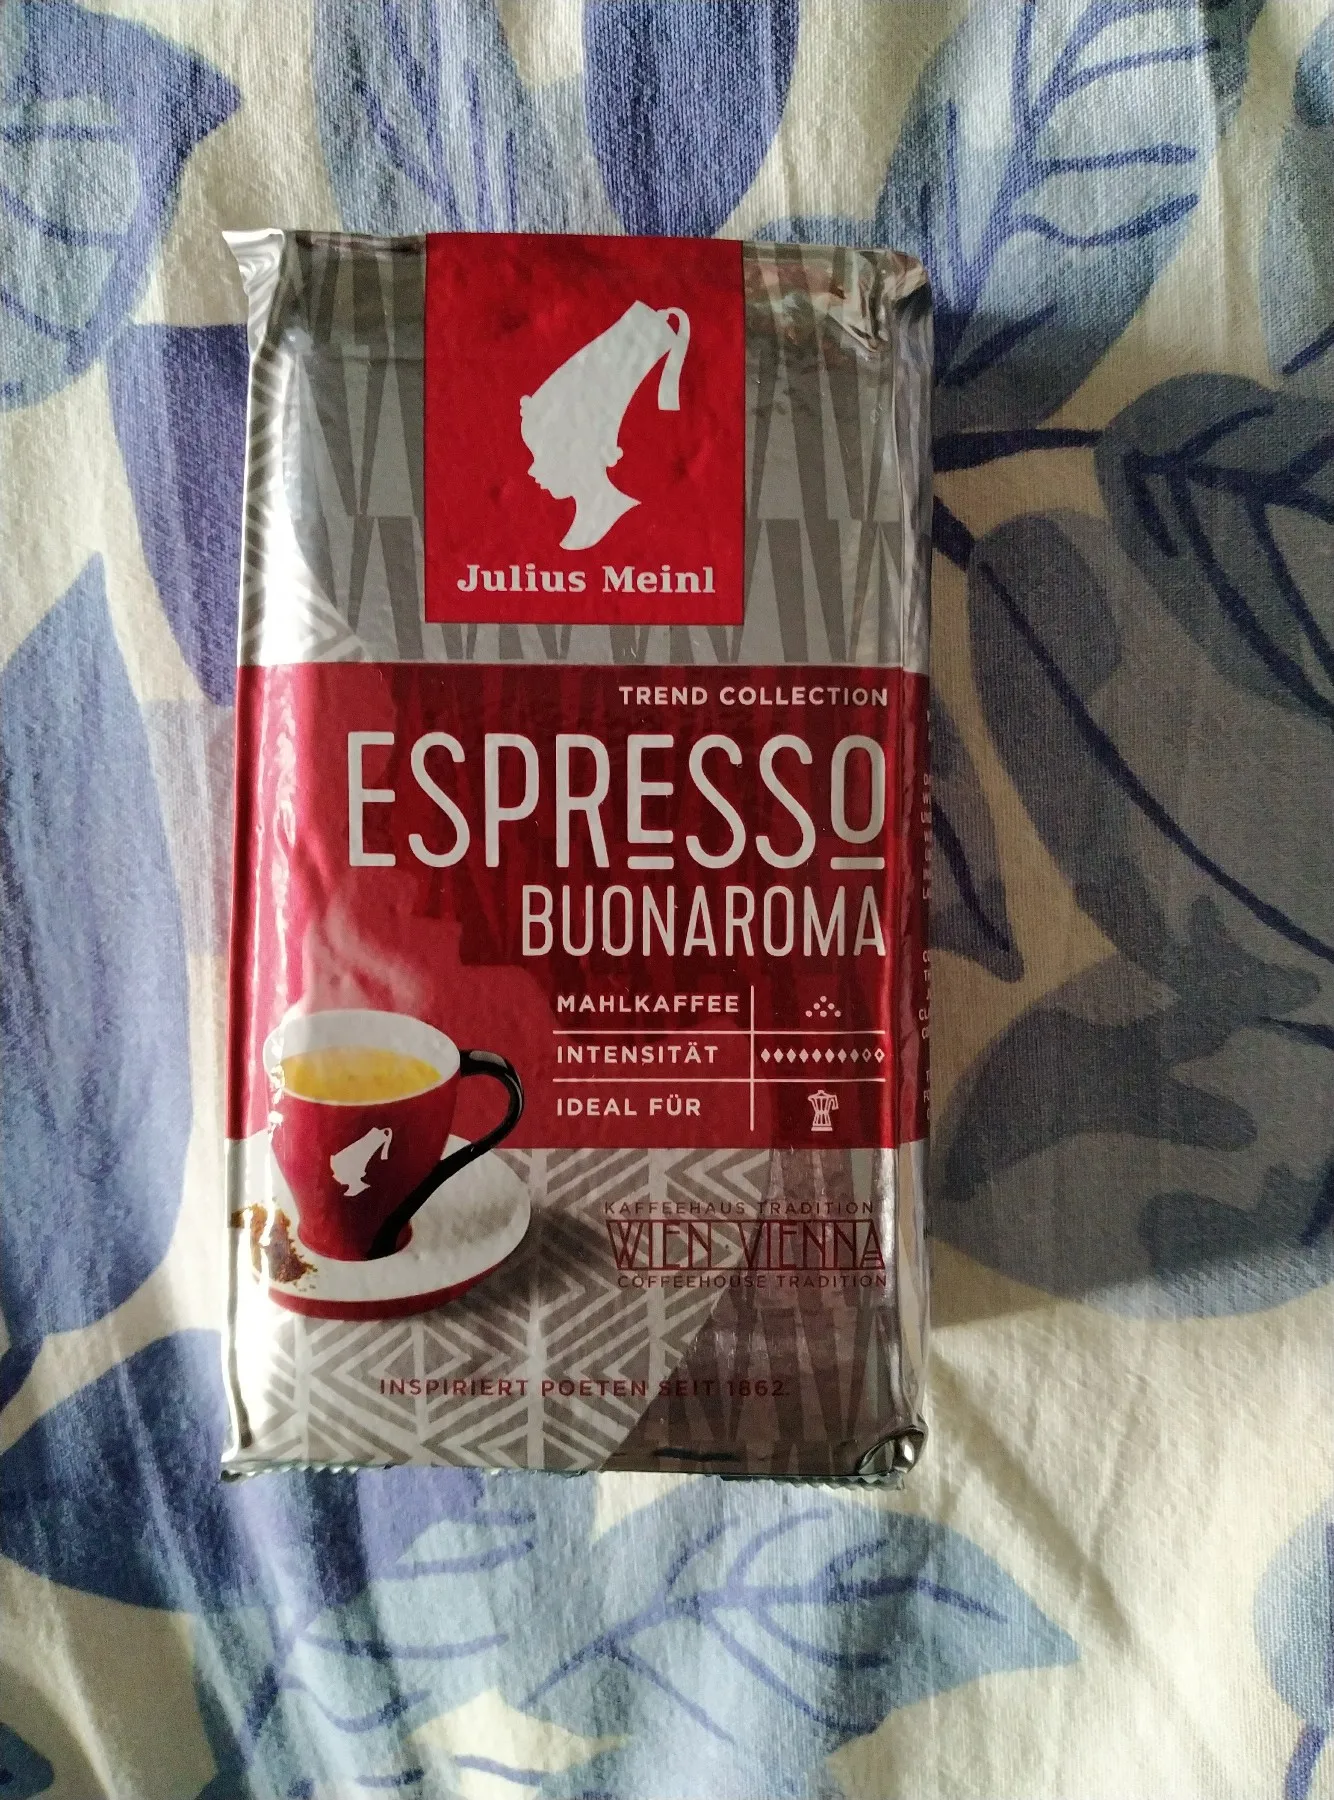 Julius Meinl
TREND COLLECTION
ESPRESSO
BUONAROMA
MAHLKAFFEE
INTENSITÄT
IDEAL FÜR
KAFFEEHAUS TRADITION
WIEN VIENNA
COFFEEHOUSE TRADITION
INSPIRIERT POETEN SEIT 1862.